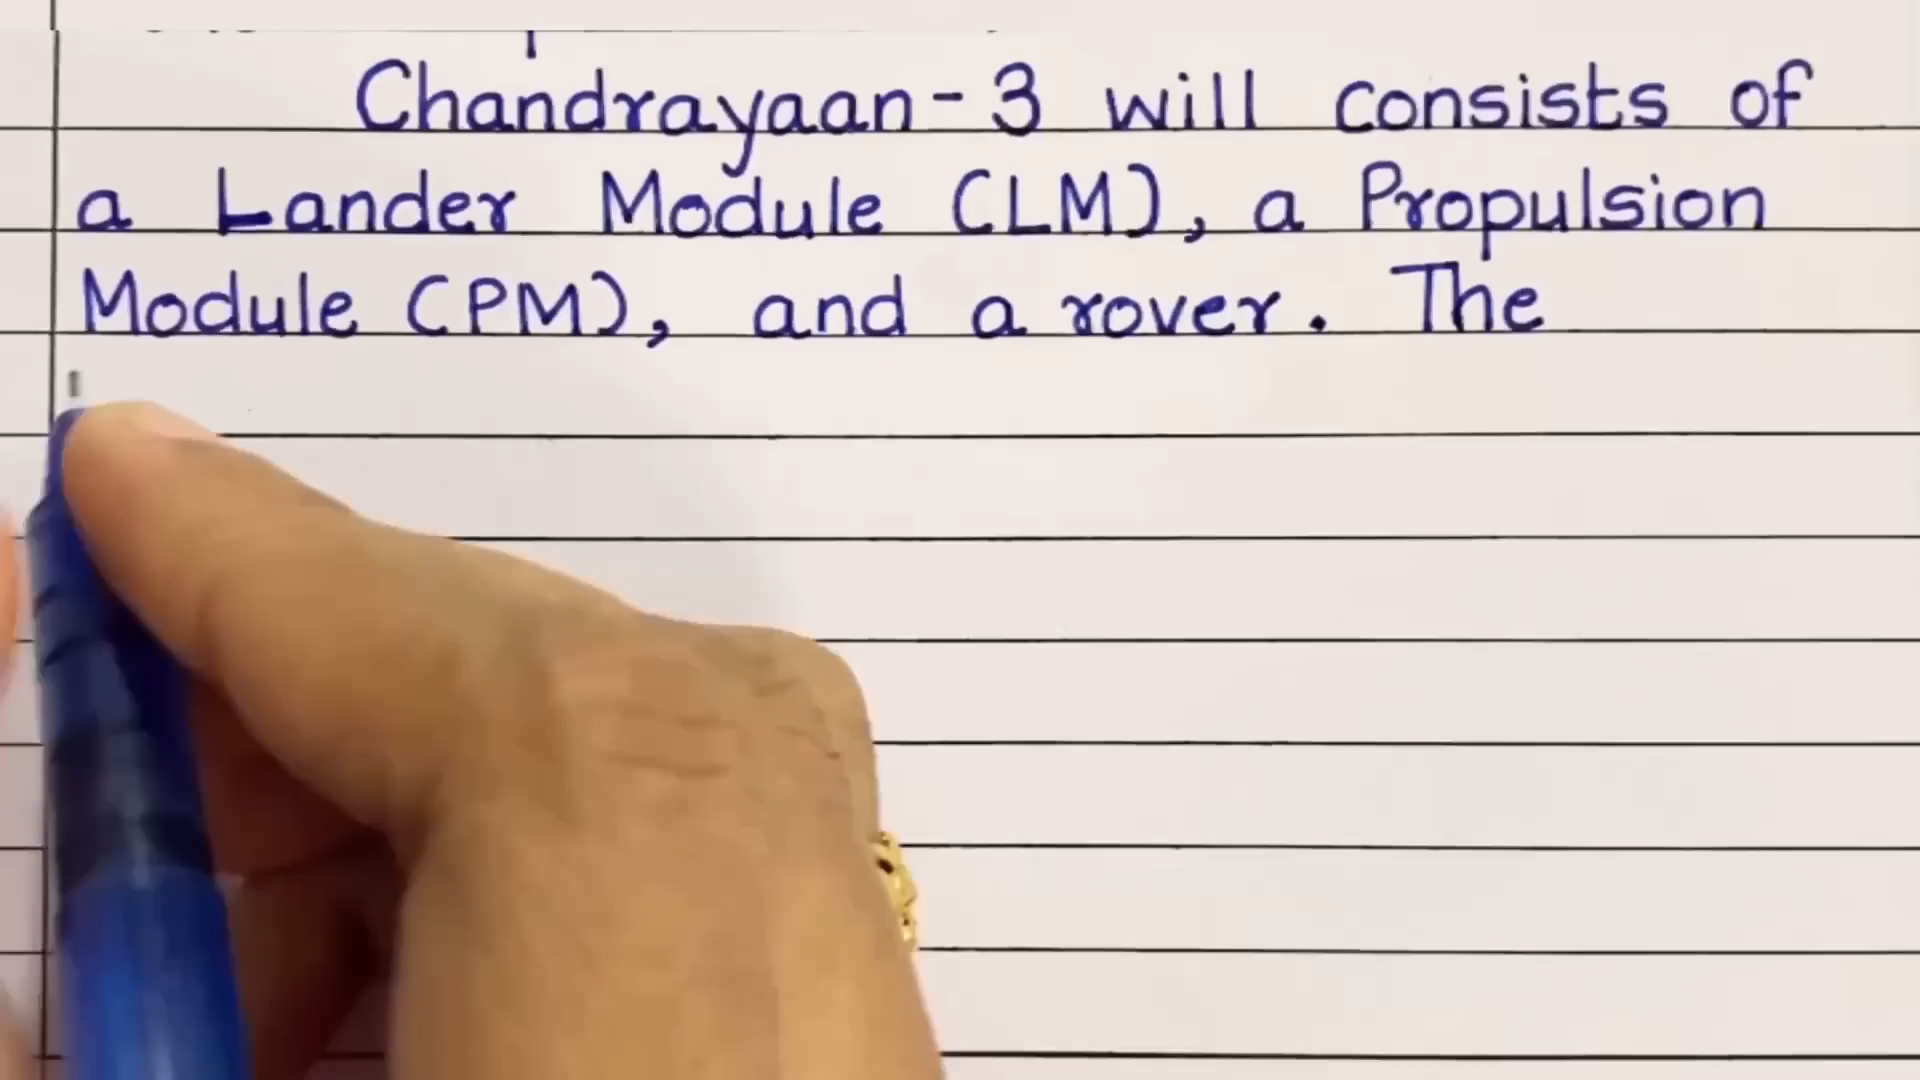 Chandrayaan-3 will consists of
a Lander Module (LM), a Propulsion
Module (PM), and a rover. The